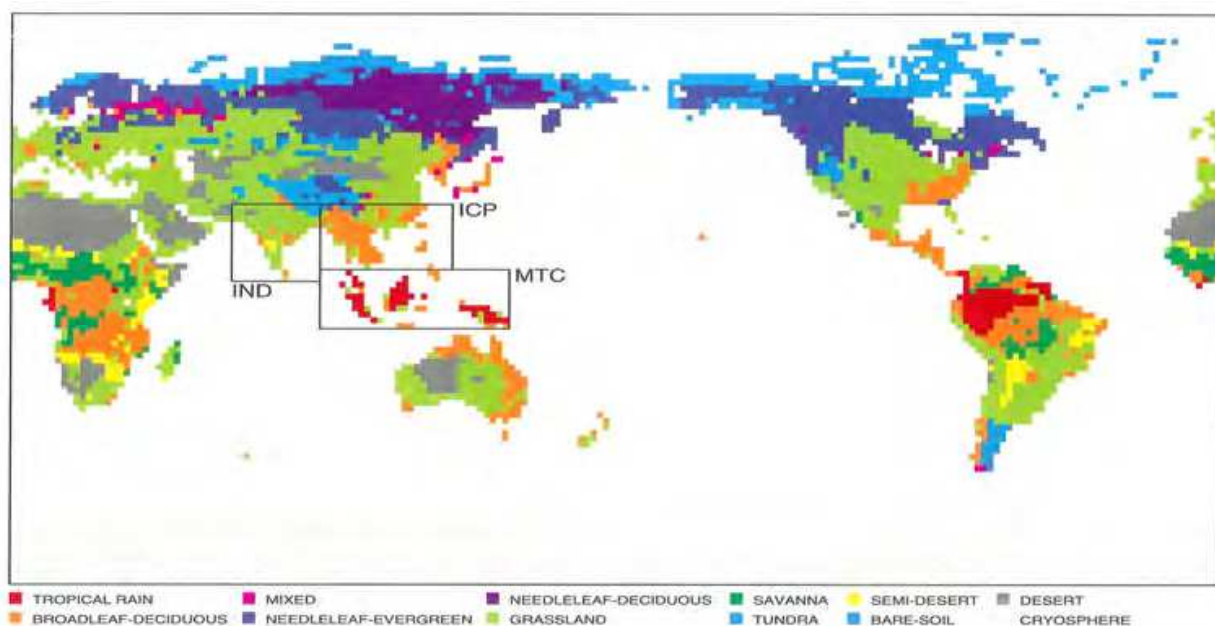 ICP
MTC
IND
TROPICAL RAIN MIXED NEEDLELEAF-DECIDUOUS SAVANNA SEMI-DESERT DESERT
BROADLEAF-DECIDUOUS NEEDLELEAF-EVERGREEN GRASSLAND TUNDRA BARE-SOIL CRYOSPHERE